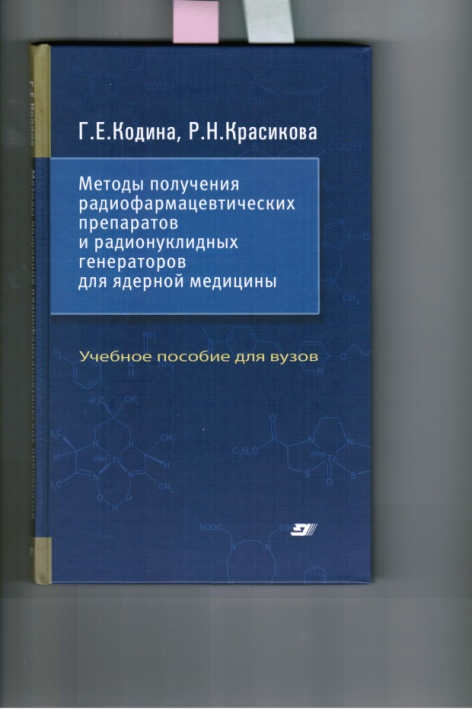 Г.Е.Кодина, Р.Н.Красикова
Методы получения
радиофармацевтических
препаратов
и радионуклидных
генераторов
для ядерной медицины
Учебное пособие для вузов